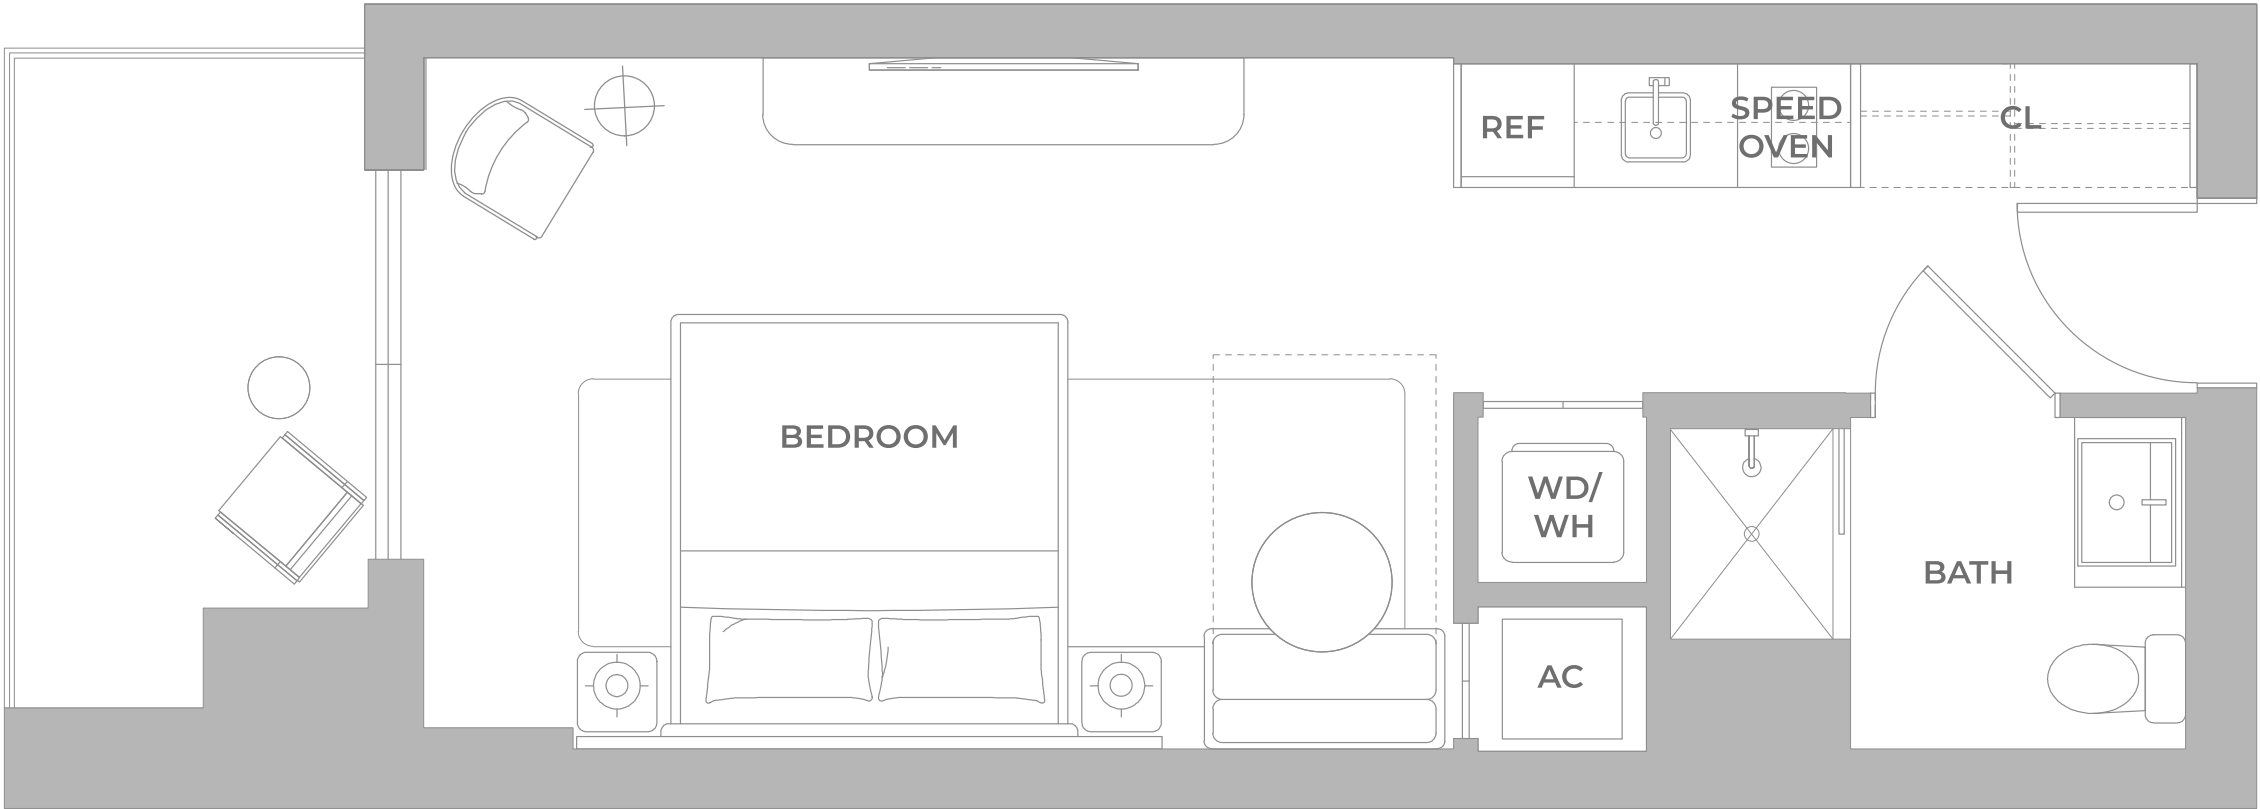 REF
SPEED
OVEN
CL
BEDROOM
WD/
WH
BATH
AC